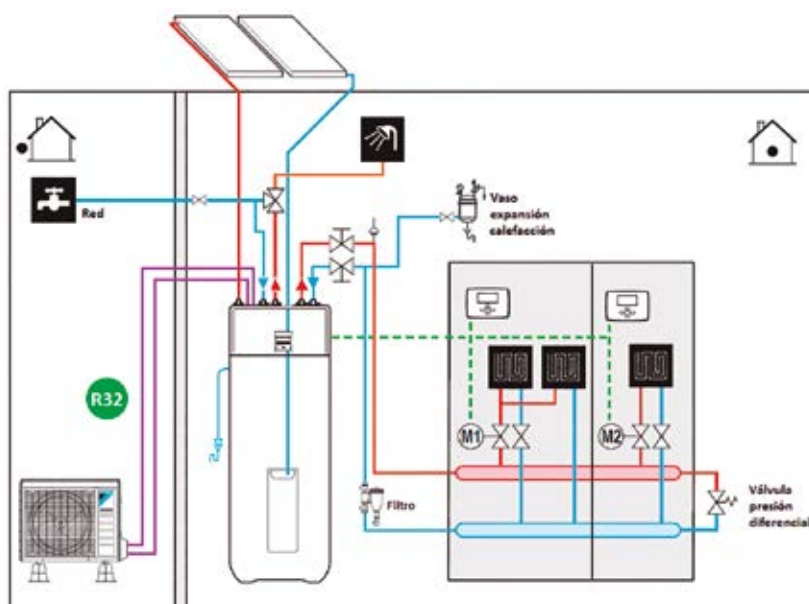 Red
Vaso
expansión
calefacción
R32
M1
M2
Filtro
Válvula
presión
diferencial